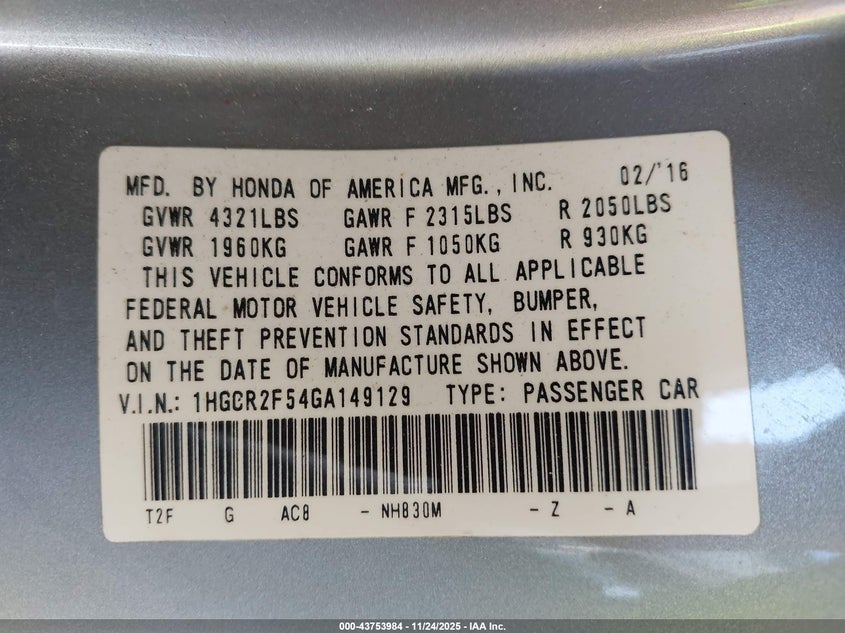 MFD. BY HONDA OF AMERICA MFG., INC. 02/'16
GVWR 4321LBS GAWR F 2315LBS R 2050LBS
GVWR 1960KG GAWR F 1050KG R 930KG
THIS VEHICLE CONFORMS TO ALL APPLICABLE
FEDERAL MOTOR VEHICLE SAFETY, BUMPER,
AND THEFT PREVENTION STANDARDS IN EFFECT
ON THE DATE OF MANUFACTURE SHOWN ABOVE.
V.I.N.: 1HGCR2F54GA149129 TYPE: PASSENGER CAR
T2F G AC8 - NH830M - Z - A
000-43753984 - 11/24/2025 - IAA Inc.